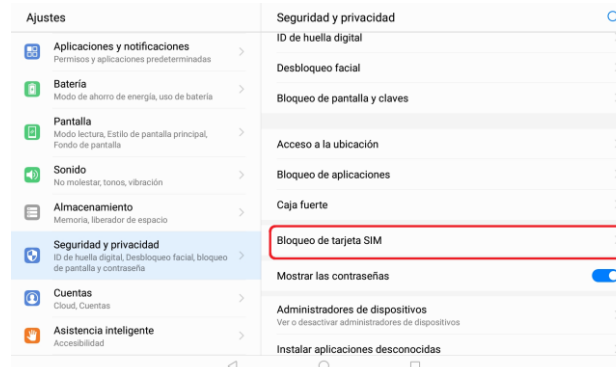 Ajustes
Aplicaciones y notificaciones
Permisos y aplicaciones predeterminadas
Batería
Modo de ahorro de energía, uso de batería
Pantalla
Modo lectura, Estilo de pantalla principal,
Fondo de pantalla
Sonido
No molestar, tonos, vibración
Almacenamiento
Memoria, liberador de espacio
Seguridad y privacidad
ID de huella digital, Desbloqueo facial, bloqueo
de pantalla y contraseña
Cuentas
Cloud, Cuentas
Asistencia inteligente
Accesibilidad
Seguridad y privacidad
ID de huella digital
Desbloqueo facial
Bloqueo de pantalla y claves
Acceso a la ubicación
Bloqueo de aplicaciones
Caja fuerte
Bloqueo de tarjeta SIM
Mostrar las contraseñas
Administradores de dispositivos
Ver o desactivar administradores de dispositivos
Instalar aplicaciones desconocidas